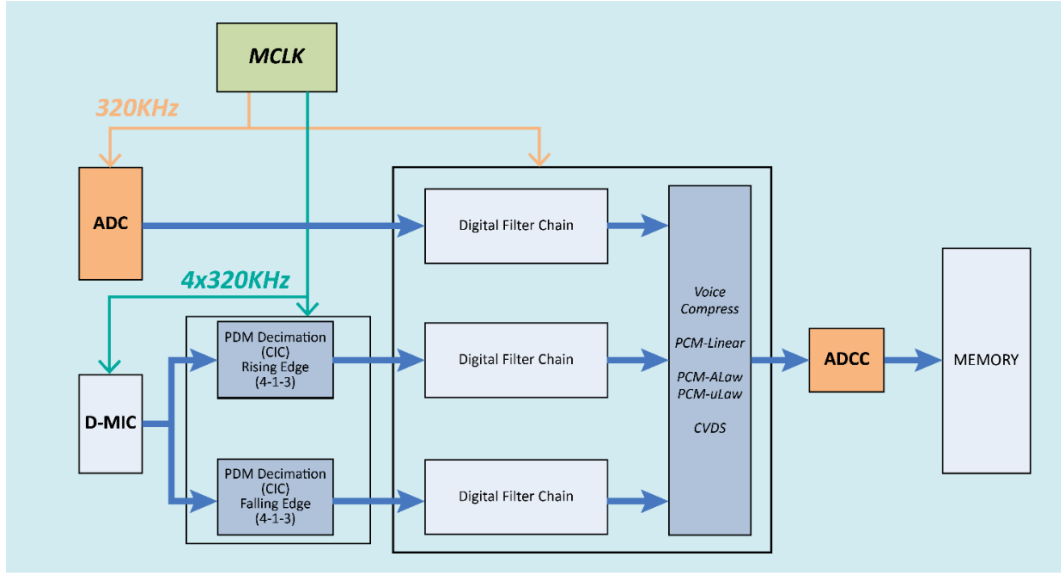 MCLK
320KHz
ADC
Digital Filter Chain
4x320KHz
Voice
Compress
PCM-Linear
PCM-ALaw
PCM-uLaw
CVDS
PDM Decimation
(CIC)
Rising Edge
(4-1-3)
Digital Filter Chain
ADCC
MEMORY
D-MIC
PDM Decimation
(CIC)
Falling Edge
(4-1-3)
Digital Filter Chain